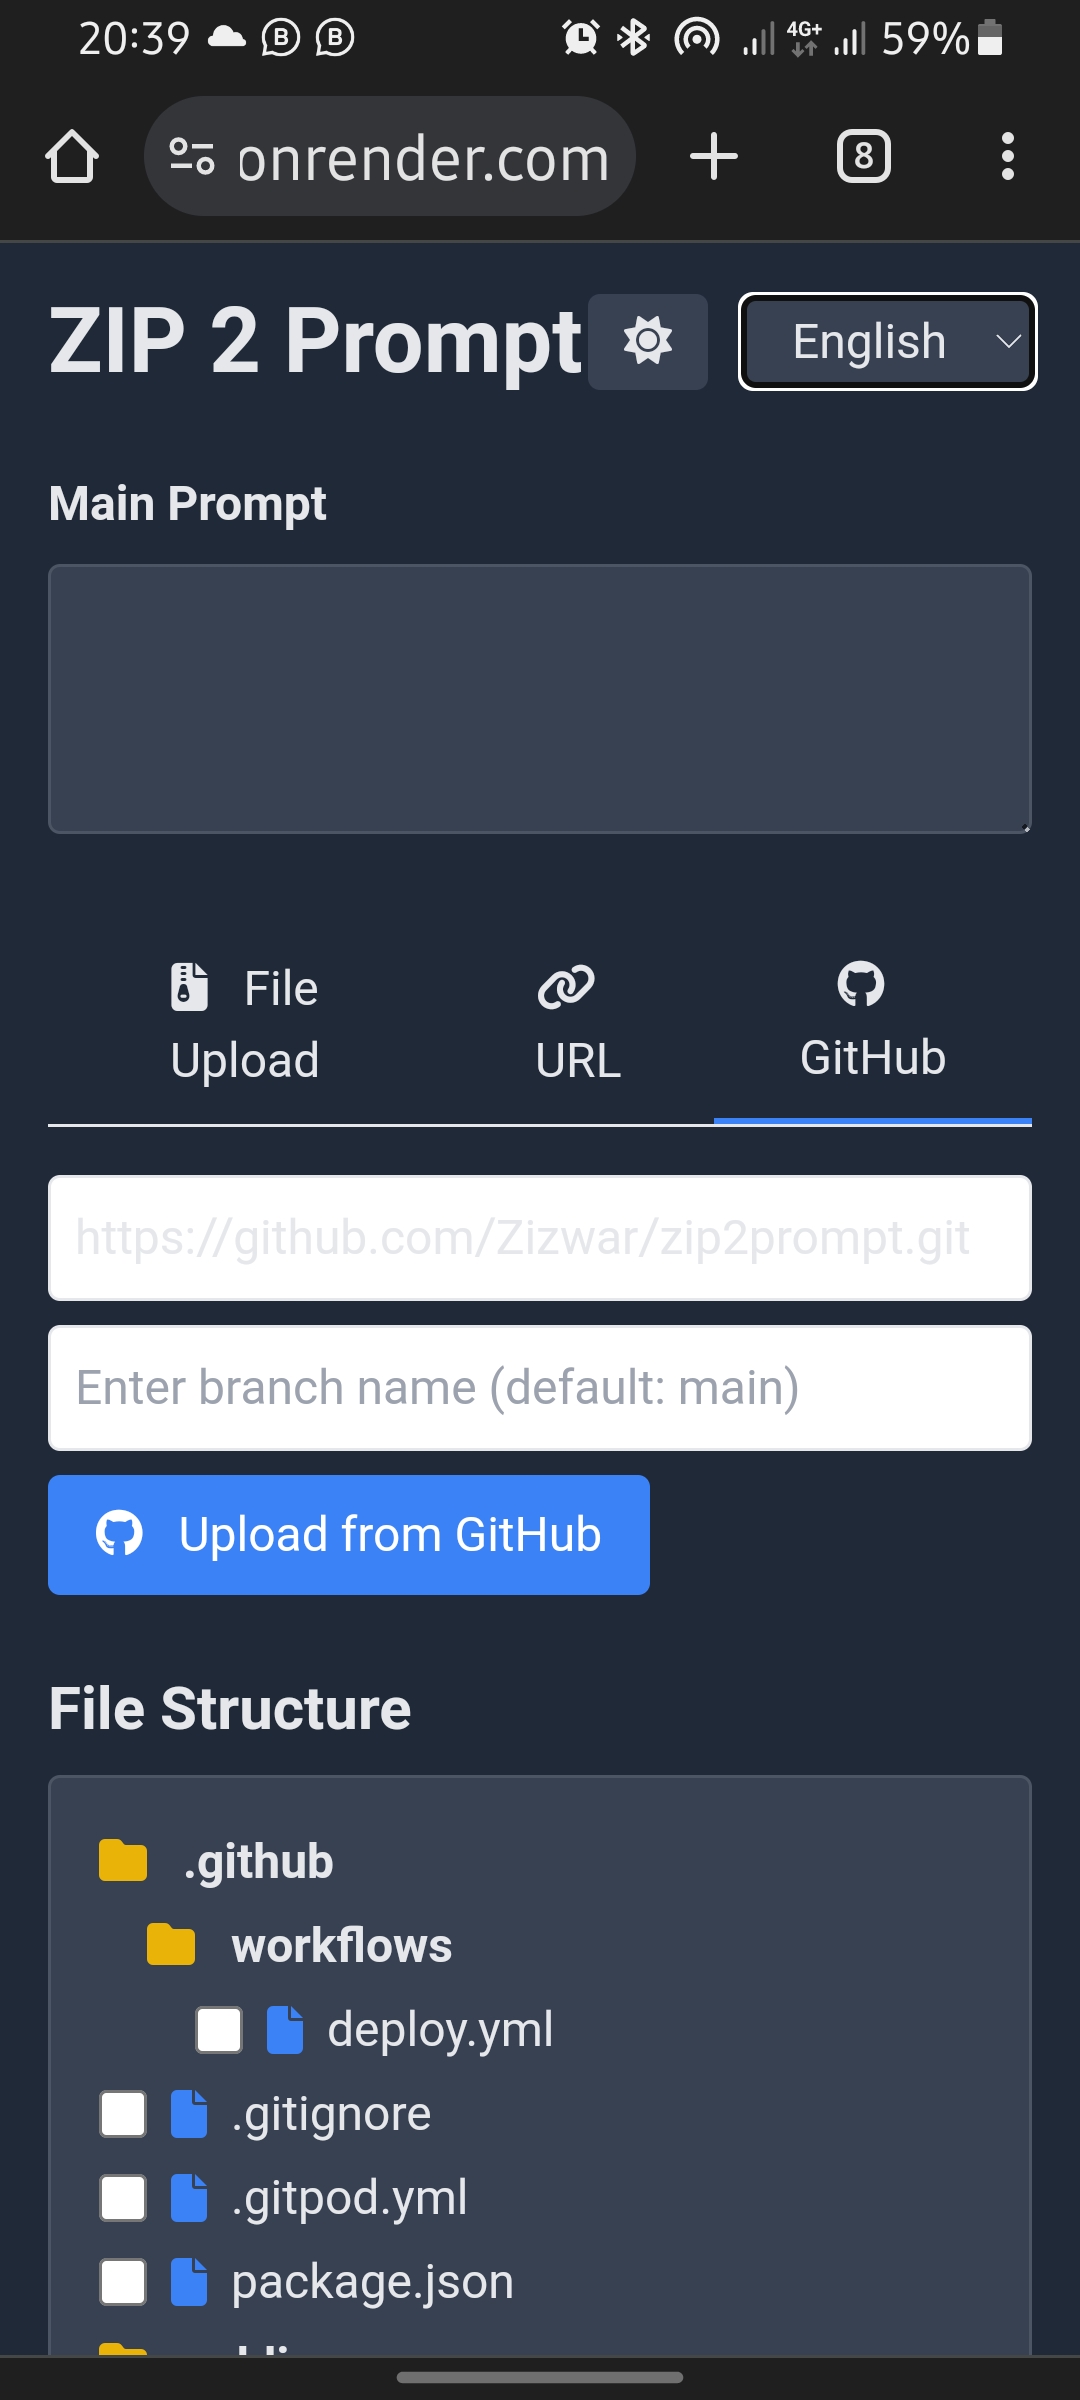 20:39 B B 4G+ 59%
onrender.com 8
ZIP 2 Prompt English
Main Prompt
File Upload
URL
GitHub
https://github.com/Zizwar/zip2prompt.git
Enter branch name (default: main)
Upload from GitHub
File Structure
.github
workflows
deploy.yml
.gitignore
.gitpod.yml
package.json